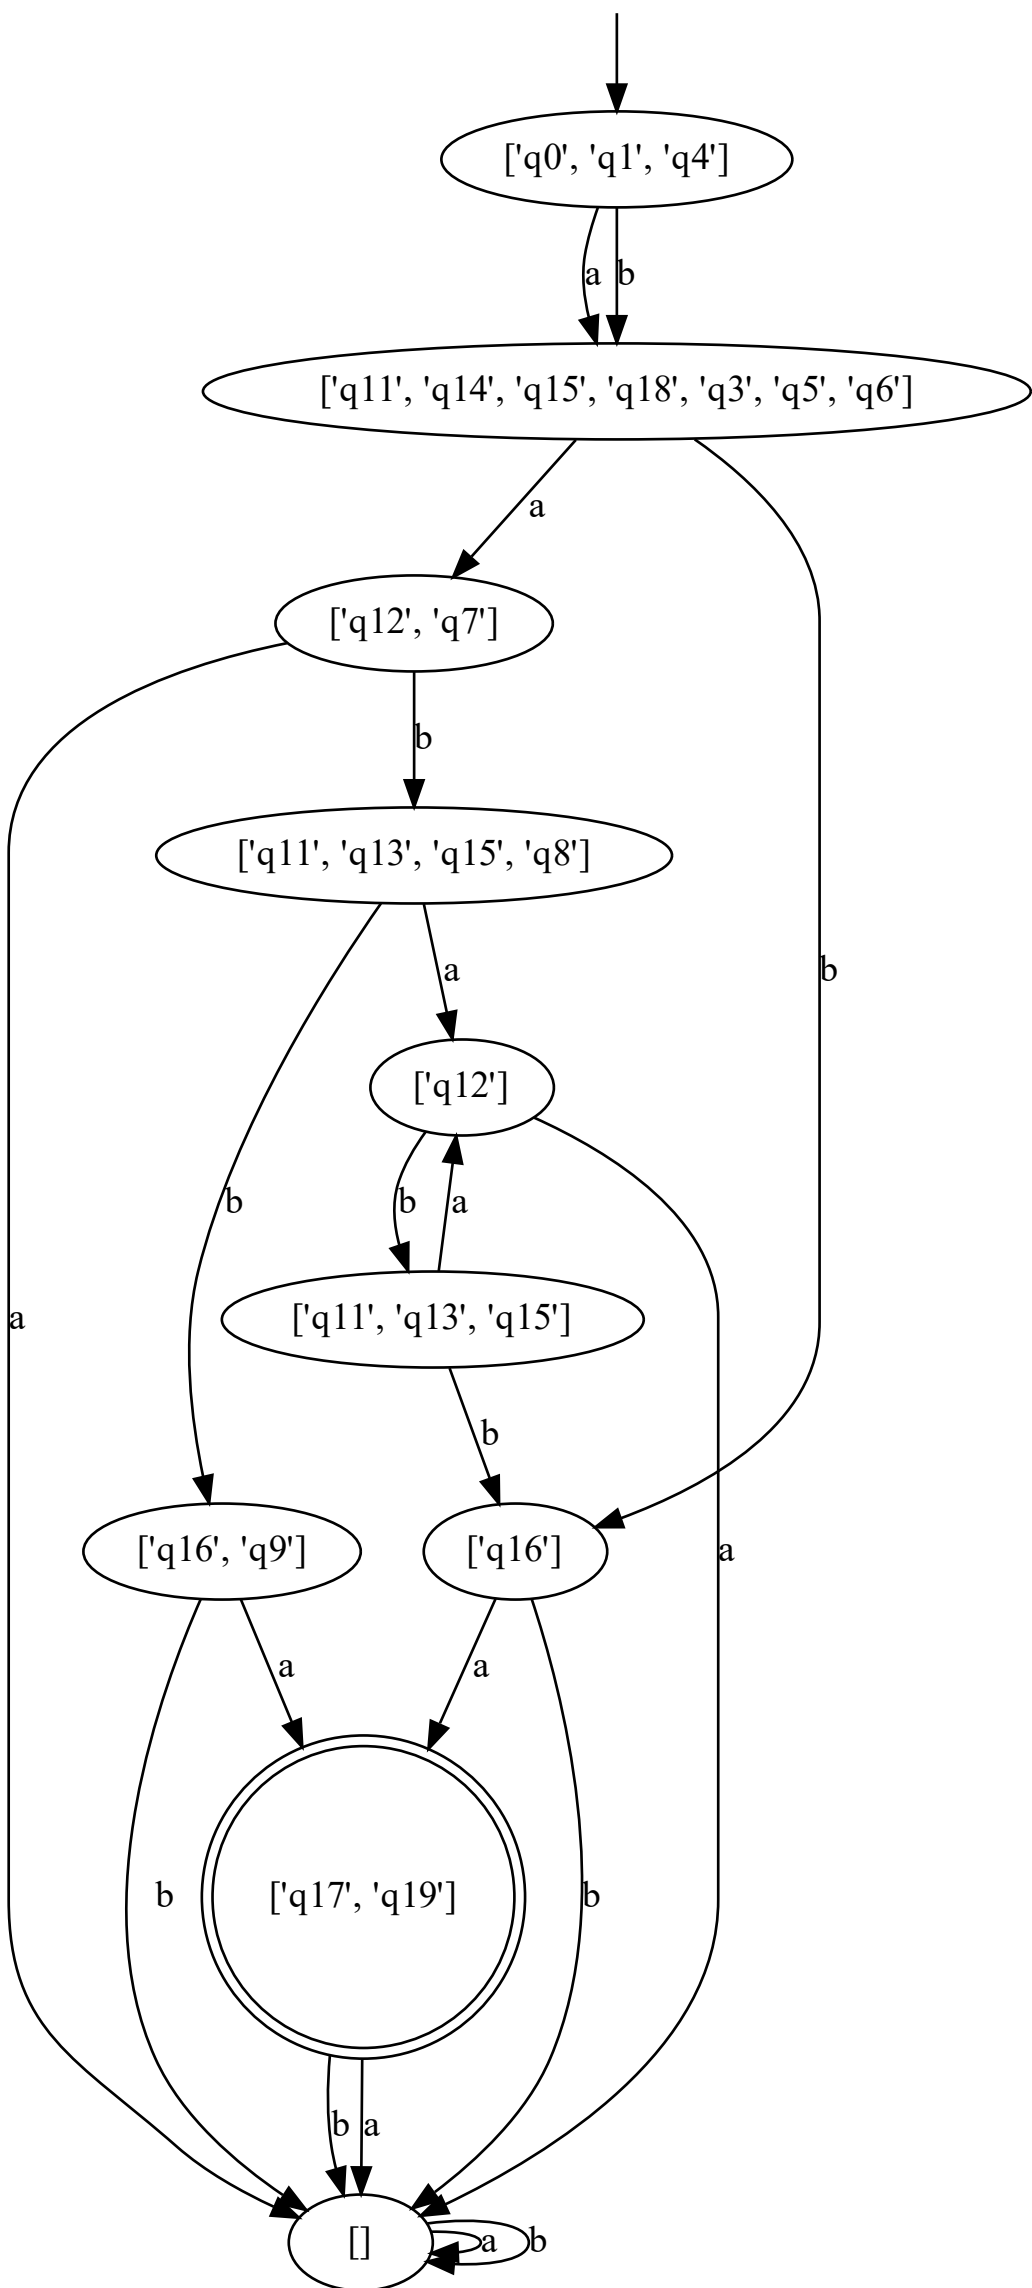 ['q0', 'q1', 'q4']
a b
['q11', 'q14', 'q15', 'q18', 'q3', 'q5', 'q6']
a
['q12', 'q7']
b
['q11', 'q13', 'q15', 'q8']
a b
['q12']
b b a
['q11', 'q13', 'q15']
a
b
['q16', 'q9'] ['q16'] a
a a
['q17', 'q19']
b b
b a
[] a b